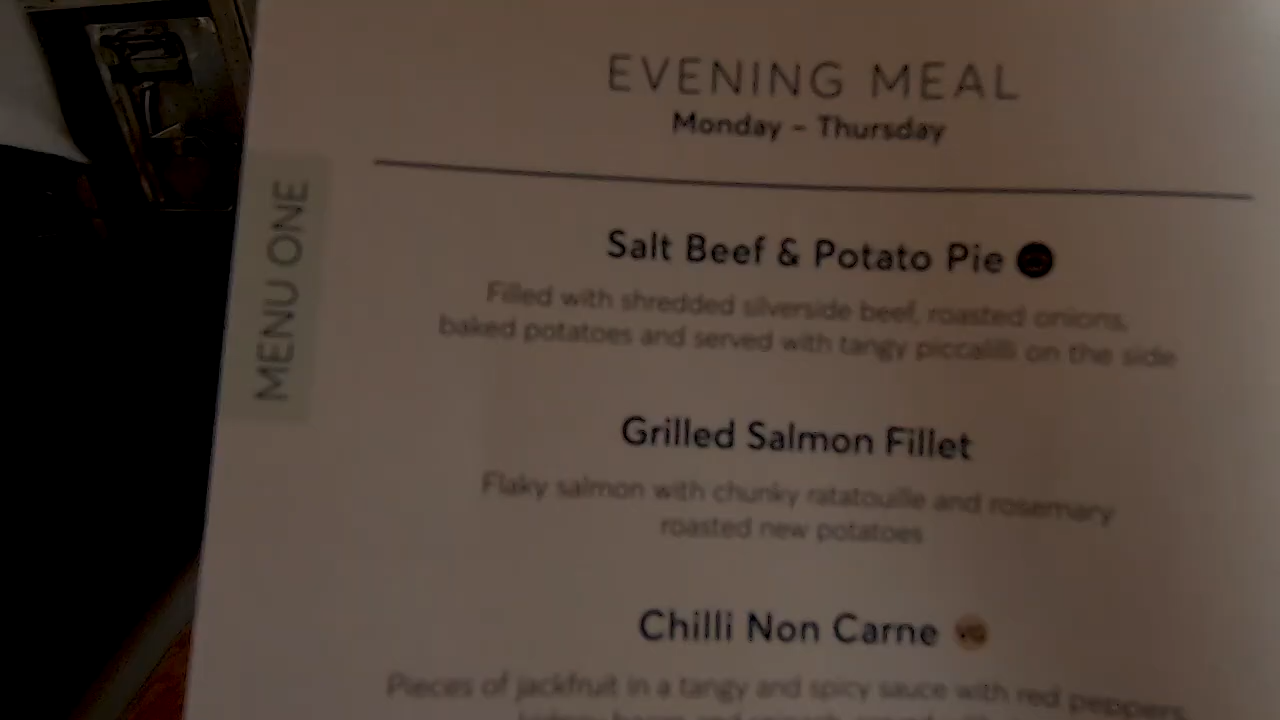 EVENING MEAL
Monday - Thursday
MENU ONE
Salt Beef & Potato Pie
Filled with shredded silverside beef, roasted onions,
baked potatoes and served with tangy piccalilli on the side
Grilled Salmon Fillet
Flaky salmon with chunky ratatouille and rosemary
roasted new potatoes
Chilli Non Carne VG
Pieces of jackfruit in a tangy and spicy sauce with red peppers,